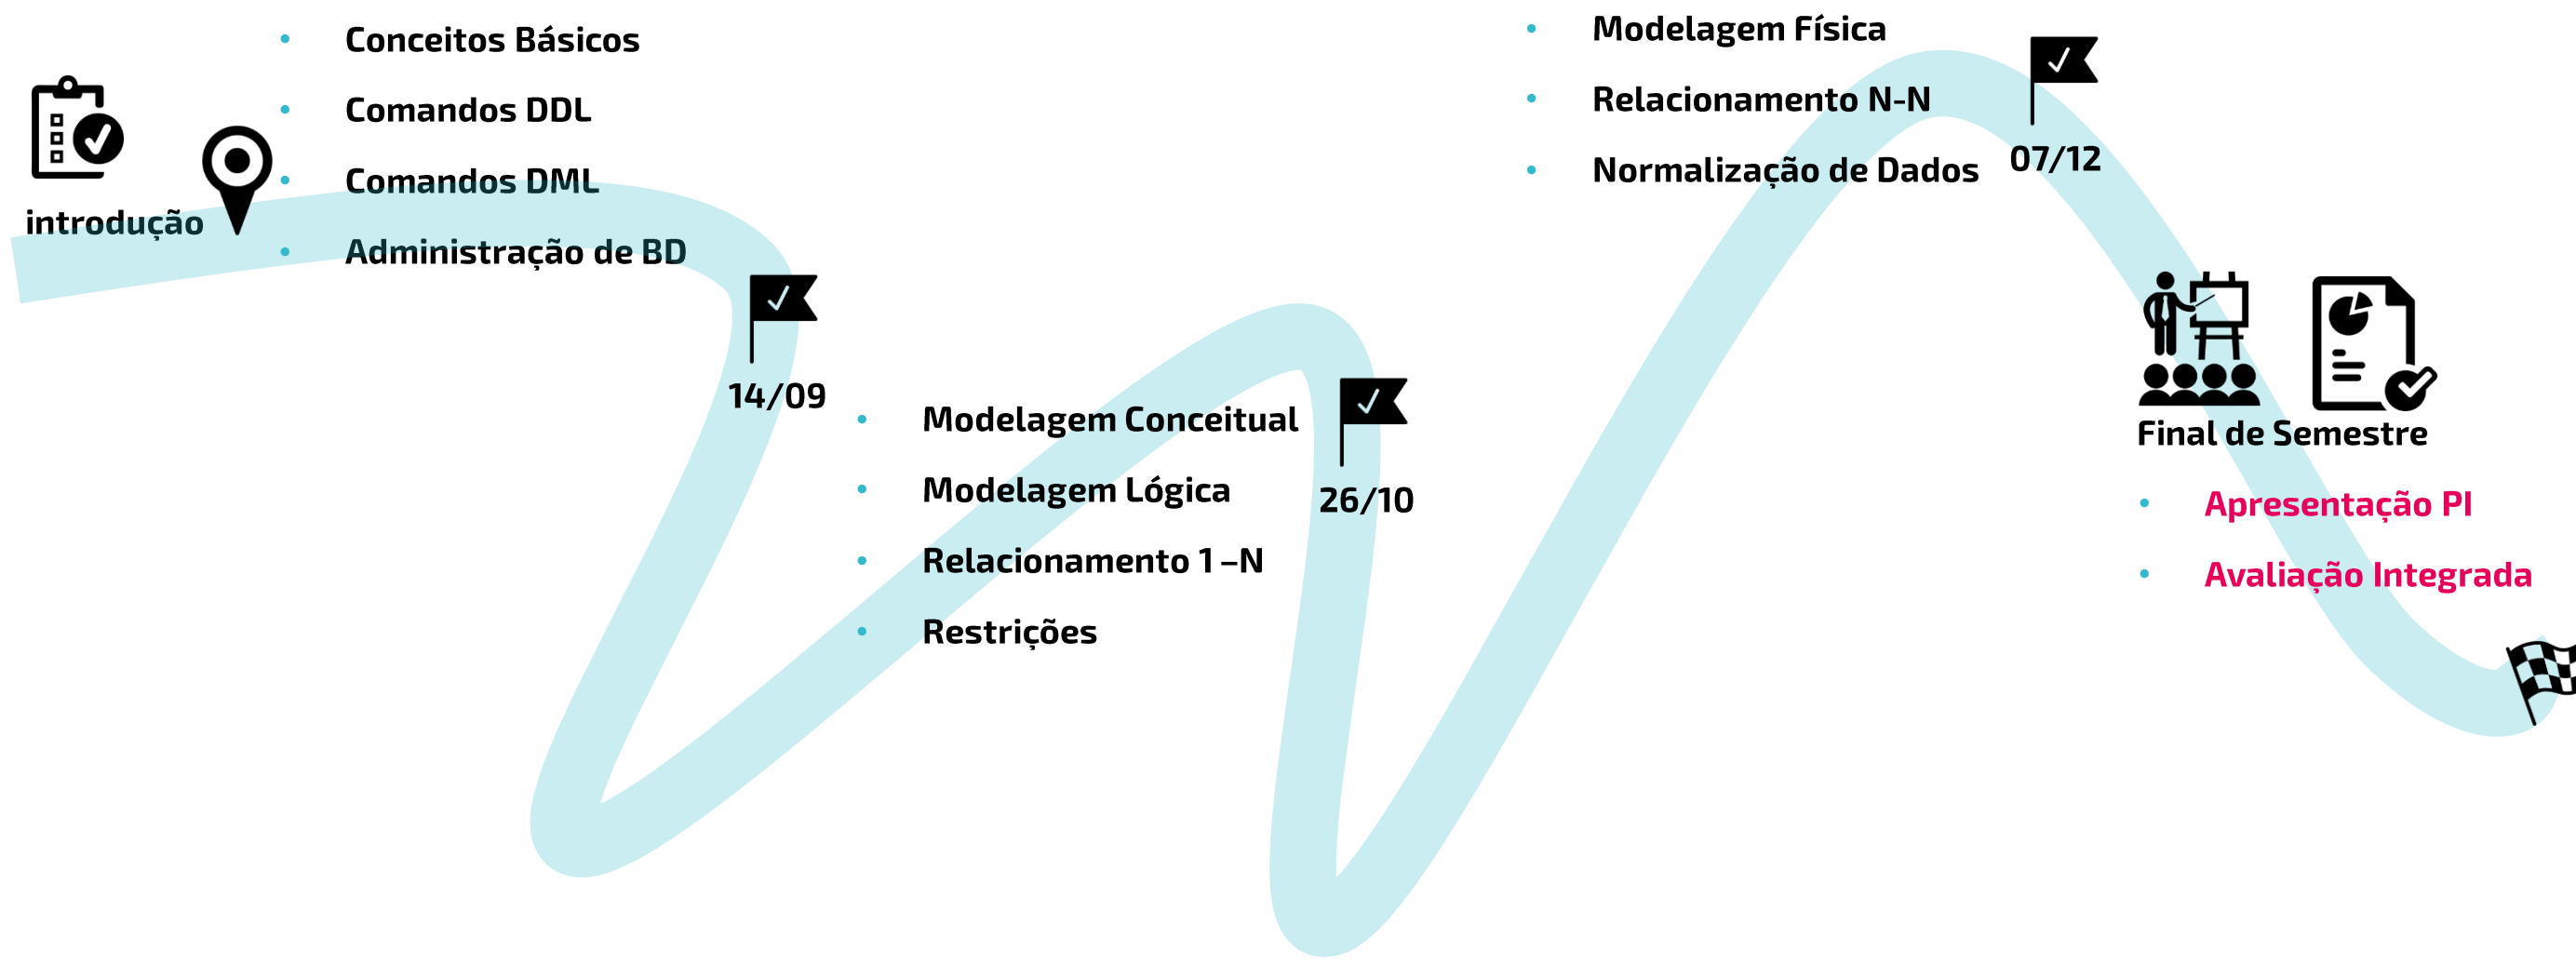 introdução
• Conceitos Básicos
• Comandos DDL
• Comandos DML
• Administração de BD
14/09
• Modelagem Conceitual
• Modelagem Lógica
• Relacionamento 1 –N
• Restrições
26/10
• Modelagem Física
• Relacionamento N-N
• Normalização de Dados
07/12
Final de Semestre
• Apresentação PI
• Avaliação Integrada